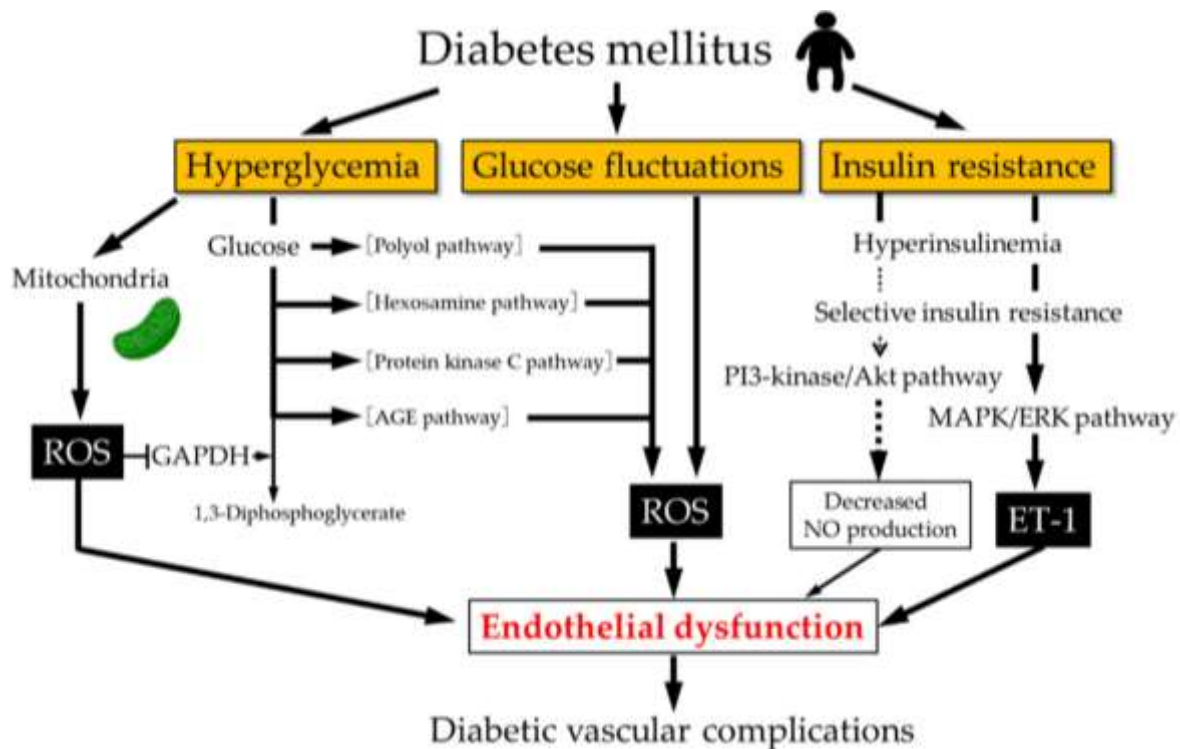 Diabetes mellitus
Hyperglycemia
Glucose fluctuations
Insulin resistance
Glucose
[Polyol pathway]
Hyperinsulinemia
Mitochondria
[Hexosamine pathway]
Selective insulin resistance
[Protein kinase C pathway]
PI3-kinase/Akt pathway
[AGE pathway]
MAPK/ERK pathway
ROS
GAPDH
1,3-Diphosphoglycerate
ROS
Decreased
NO production
ET-1
Endothelial dysfunction
Diabetic vascular complications